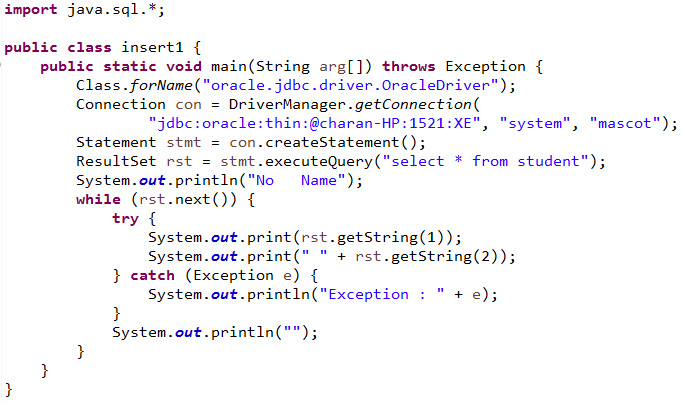 import java.sql.*;
public class insert1 {
public static void main(String arg[]) throws Exception {
Class.forName("oracle.jdbc.driver.OracleDriver");
Connection con = DriverManager.getConnection(
"jdbc:oracle:thin:@charan-HP:1521:XE", "system", "mascot");
Statement stmt = con.createStatement();
ResultSet rst = stmt.executeQuery("select * from student");
System.out.println("No   Name");
while (rst.next()) {
try {
System.out.print(rst.getString(1));
System.out.print(" " + rst.getString(2));
} catch (Exception e) {
System.out.println("Exception : " + e);
}
System.out.println("");
}
}
}